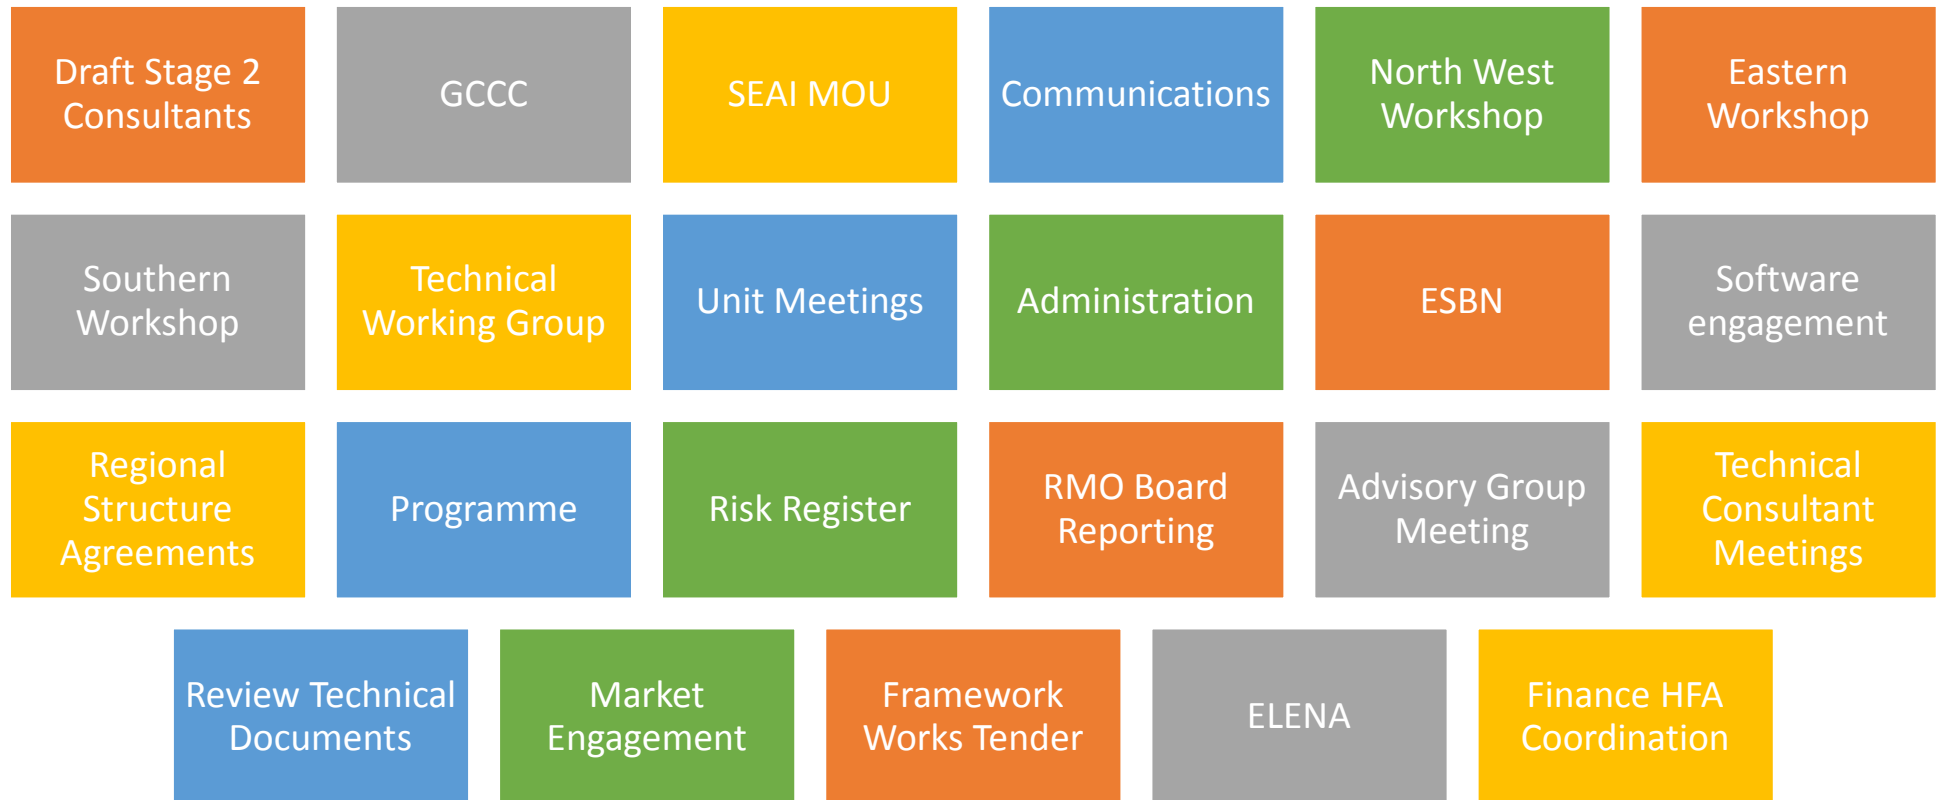 Draft Stage 2
Consultants
GCCC
SEAI MOU
Communications
North West
Workshop
Eastern
Workshop
Southern
Workshop
Technical
Working Group
Unit Meetings
Administration
ESBN
Software
engagement
Regional
Structure
Agreements
Programme
Risk Register
RMO Board
Reporting
Advisory Group
Meeting
Technical
Consultant
Meetings
Review Technical
Documents
Market
Engagement
Framework
Works Tender
ELENA
Finance HFA
Coordination